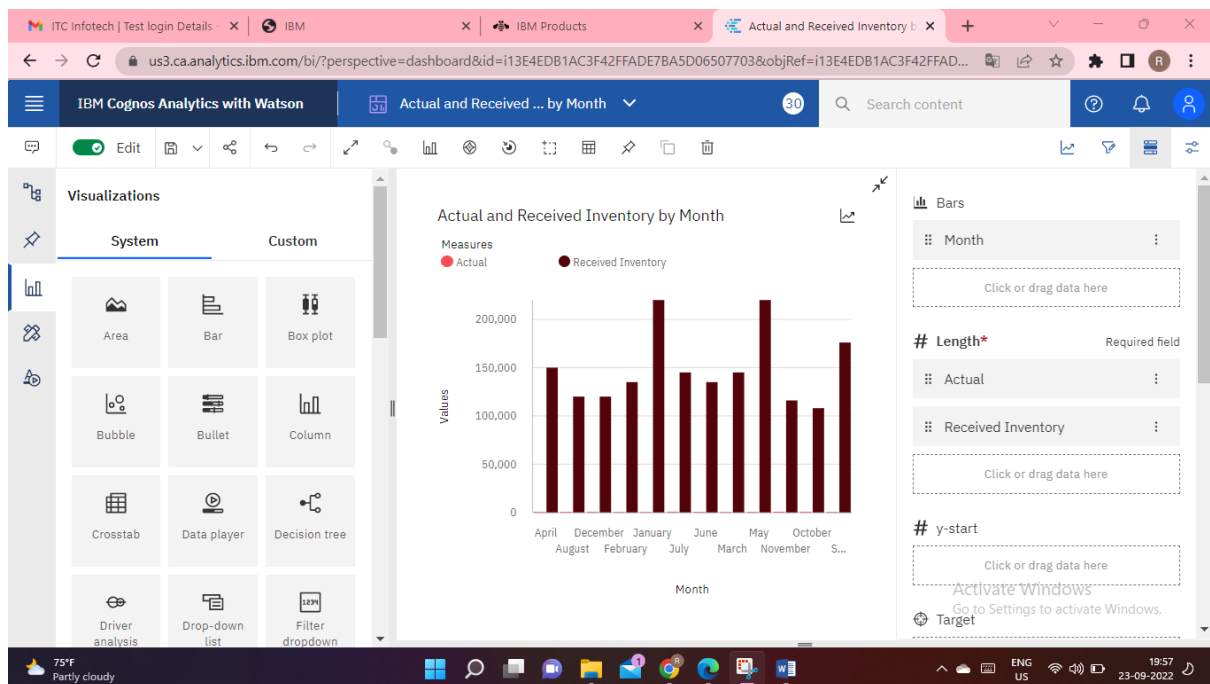 ITC Infotech | Test login Details -
IBM
IBM Products
Actual and Received Inventory b
us3.ca.analytics.ibm.com/bi/?perspective=dashboard&id=i13E4EDB1AC3F42FFADE7BA5D06507703&objRef=i13E4EDB1AC3F42FFAD...
R
IBM Cognos Analytics with Watson
Actual and Received ... by Month
30
Search content
Edit
Visualizations
System
Custom
Area
Bar
Box plot
Bubble
Bullet
Column
Crosstab
Data player
Decision tree
Driver analysis
Drop-down list
1234
Filter dropdown
Actual and Received Inventory by Month
Measures
Actual
Received Inventory
Values
200,000
150,000
100,000
50,000
0
April December January June May October
August February July March November S...
Month
Bars
Month
Click or drag data here
# Length*
Required field
Actual
Received Inventory
Click or drag data here
# y-start
Click or drag data here
Target
Activate Windows
Go to Settings to activate Windows.
75°F
Partly cloudy
1
R
ENG
US
19:57
23-09-2022